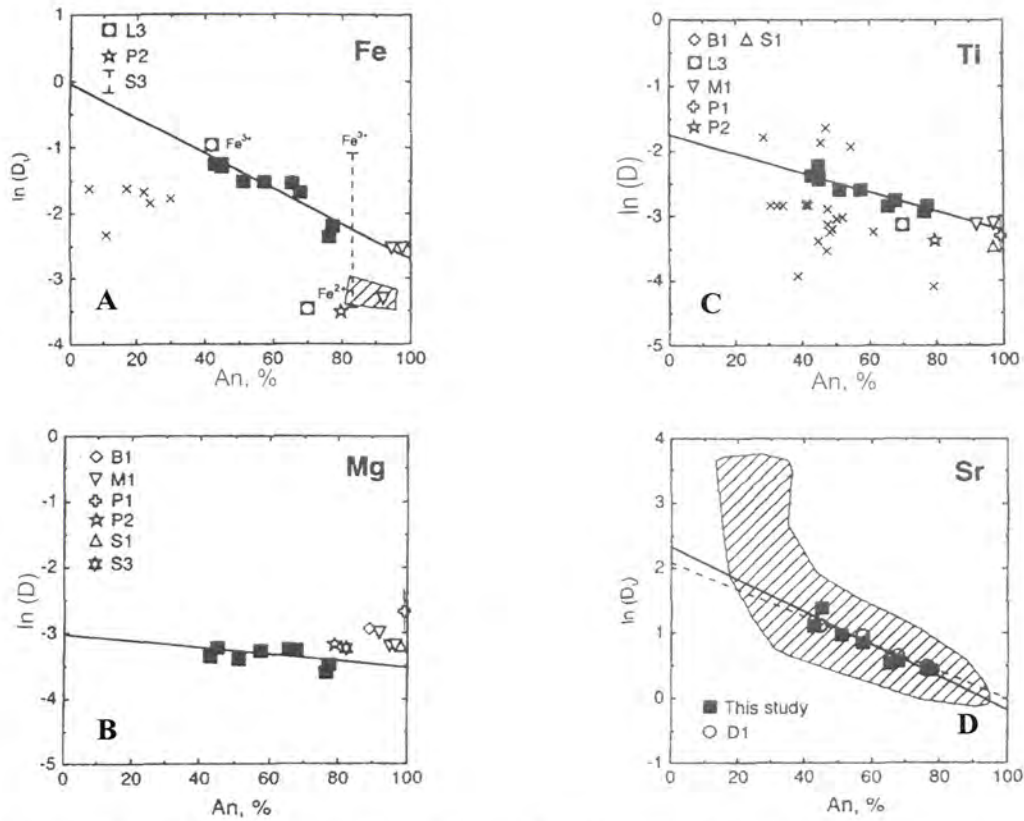 1
0
-1
-2
-3
-4
ln (Dᵢ)
L3
P2
S3
Fe
Fe³⁺
Fe³⁺
Fe²⁺
A
0 20 40 60 80 100
An, %
-1
-2
-3
-4
-5
ln (D)
B1 S1
L3
M1
P1
P2
Ti
C
0 20 40 60 80 100
An, %
0
-1
-2
-3
-4
-5
ln (D)
B1
M1
P1
P2
S1
S3
Mg
B
0 20 40 60 80 100
An, %
4
3
2
1
0
-1
ln (Dᵢ)
Sr
This study
D1
D
0 20 40 60 80 100
An, %